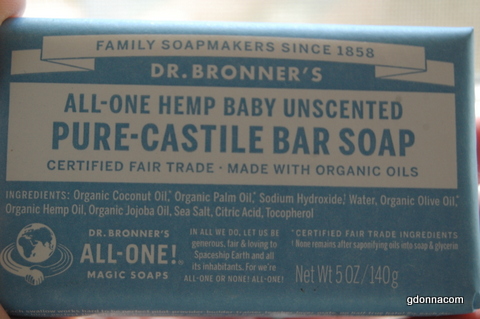 FAMILY SOAPMAKERS SINCE 1858
DR. BRONNER'S
ALL-ONE HEMP BABY UNSCENTED
PURE-CASTILE BAR SOAP
CERTIFIED FAIR TRADE · MADE WITH ORGANIC OILS
INGREDIENTS: Organic Coconut Oil,* Organic Palm Oil,* Sodium Hydroxide,† Water, Organic Olive Oil,*
Organic Hemp Oil, Organic Jojoba Oil, Sea Salt, Citric Acid, Tocopherol
DR. BRONNER'S
ALL-ONE!
MAGIC SOAPS
IN ALL WE DO, LET US BE
generous, fair & loving to
Spaceship Earth and all
its inhabitants. For we're
ALL-ONE OR NONE! ALL-ONE!
*CERTIFIED FAIR TRADE INGREDIENTS
† None remains after saponifying oils into soap & glycerin
Net Wt 5 OZ/140g
gdonnacom